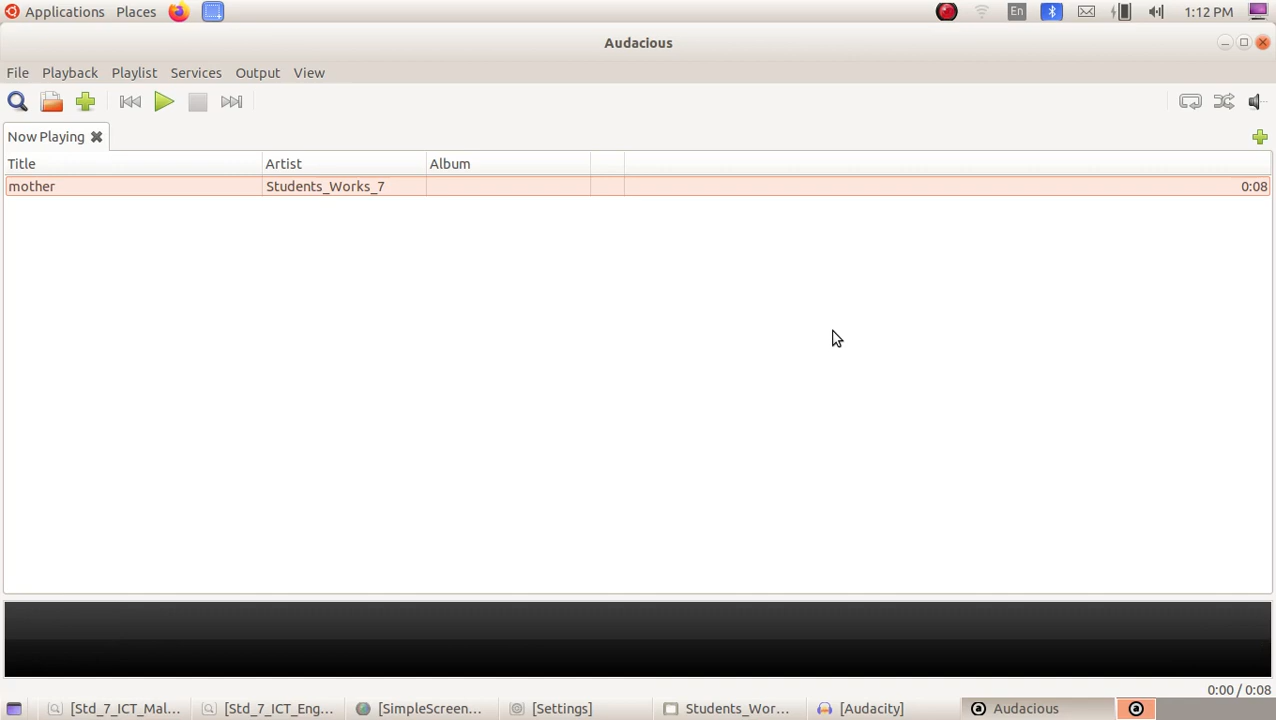 Applications Places En 1:12 PM
Audacious
File Playback Playlist Services Output View
Now Playing
Title Artist Album
mother Students_Works_7 0:08
0:00 / 0:08
[Std_7_ICT_Mal... [Std_7_ICT_Eng... [SimpleScreen... [Settings] Students_Wor... [Audacity] Audacious